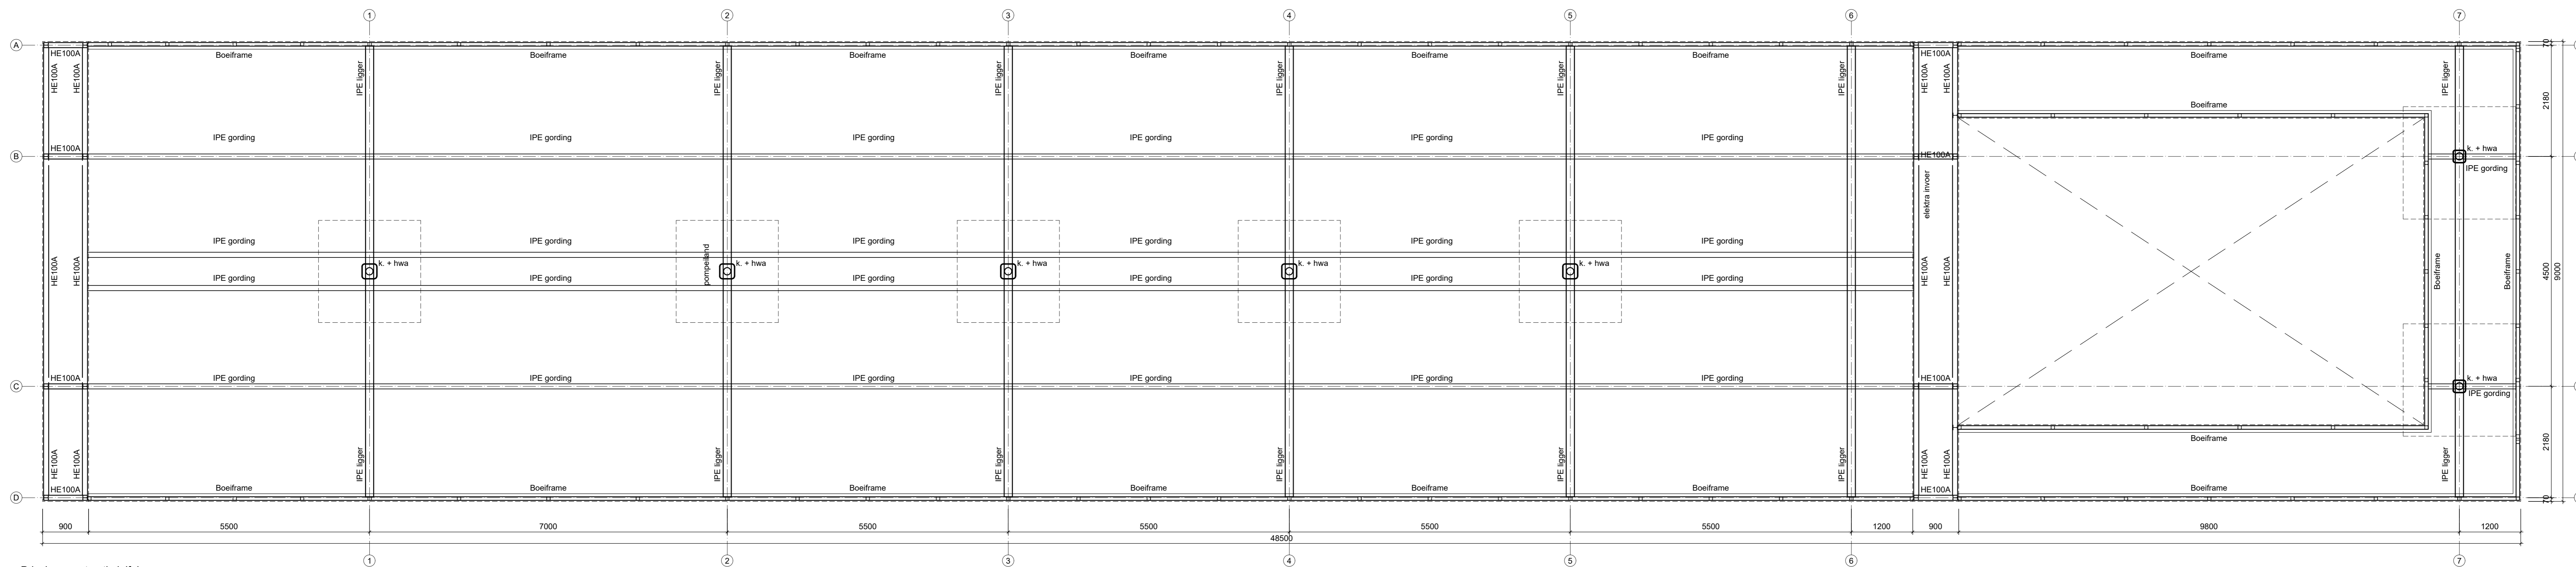 1 2 3 4 5 6 7
A
HE100A Boeiframe Boeiframe Boeiframe Boeiframe Boeiframe Boeiframe HE100A Boeiframe 70
HE100A HE100A IPE ligger IPE ligger IPE ligger IPE ligger IPE ligger IPE ligger HE100A HE100A IPE ligger
Boeiframe 2180
IPE gording IPE gording IPE gording IPE gording IPE gording IPE gording
HE100A k. + hwa
B HE100A
IPE gording
elektra invoer
IPE gording IPE gording IPE gording IPE gording IPE gording IPE gording
pompeiland
k. + hwa k. + hwa k. + hwa k. + hwa k. + hwa
HE100A HE100A HE100A HE100A Boeiframe Boeiframe 4500 9000
IPE gording IPE gording IPE gording IPE gording IPE gording IPE gording
HE100A IPE gording IPE gording IPE gording IPE gording IPE gording IPE gording HE100A k. + hwa
C
IPE gording
Boeiframe 2180
HE100A HE100A IPE ligger IPE ligger IPE ligger IPE ligger IPE ligger IPE ligger HE100A HE100A IPE ligger
HE100A Boeiframe Boeiframe Boeiframe Boeiframe Boeiframe Boeiframe HE100A Boeiframe
D 70
900 5500 7000 5500 5500 5500 5500 1200 900 9800 1200
48500
1 2 3 4 5 6 7